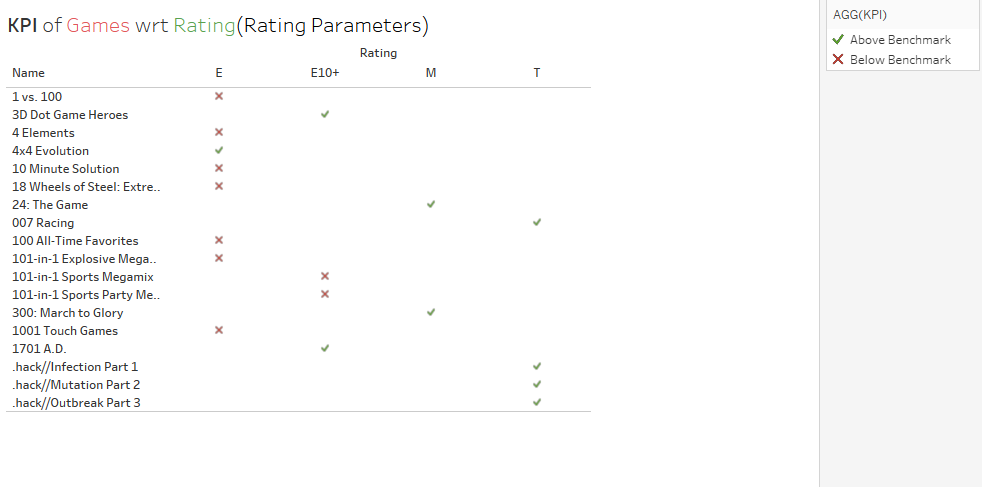 KPI of Games wrt Rating(Rating Parameters)
Rating
Name E E10+ M T
1 vs. 100
3D Dot Game Heroes
4 Elements
4x4 Evolution
10 Minute Solution
18 Wheels of Steel: Extre..
24: The Game
007 Racing
100 All-Time Favorites
101-in-1 Explosive Mega..
101-in-1 Sports Megamix
101-in-1 Sports Party Me..
300: March to Glory
1001 Touch Games
1701 A.D.
.hack//Infection Part 1
.hack//Mutation Part 2
.hack//Outbreak Part 3
AGG(KPI)
Above Benchmark
Below Benchmark